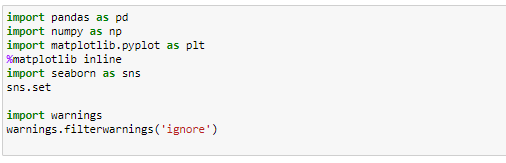 import pandas as pd
import numpy as np
import matplotlib.pyplot as plt
%matplotlib inline
import seaborn as sns
sns.set

import warnings
warnings.filterwarnings('ignore')